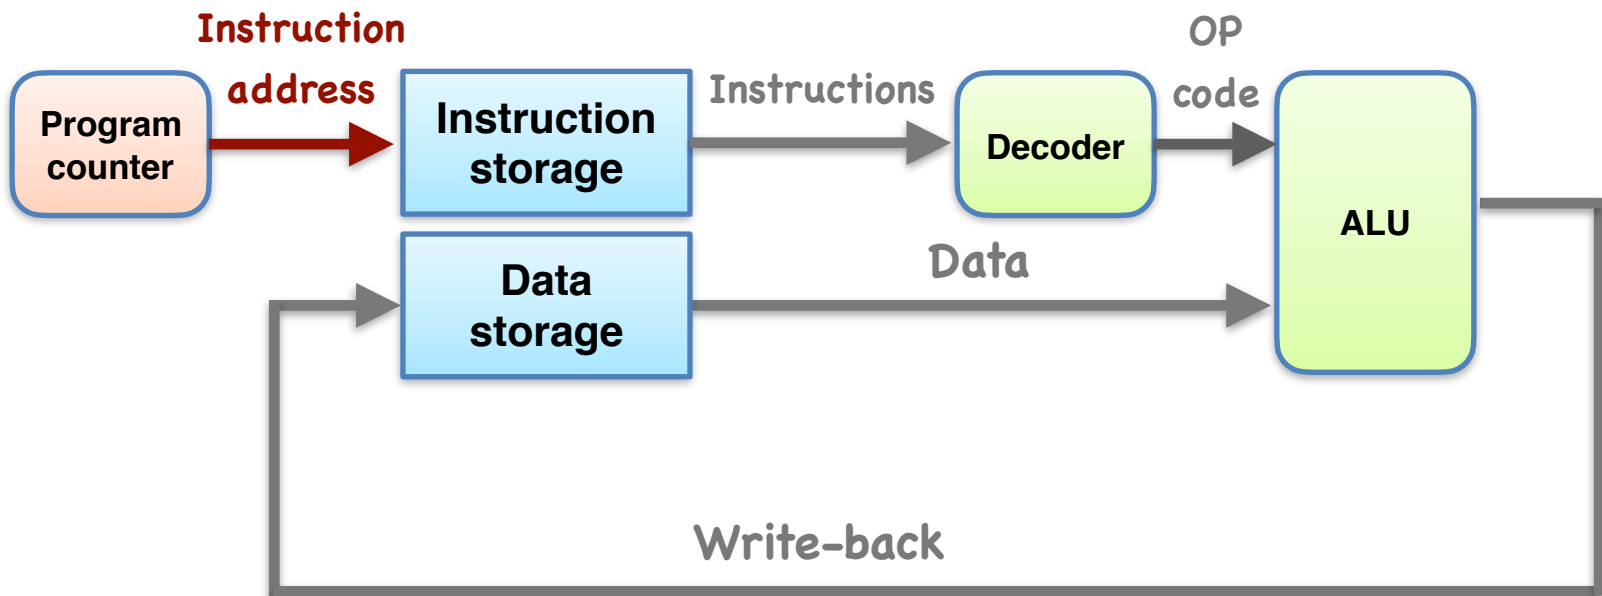 Instruction
address
Program
counter
Instruction
storage
Instructions
Decoder
OP
code
ALU
Data
storage
Data
Write-back